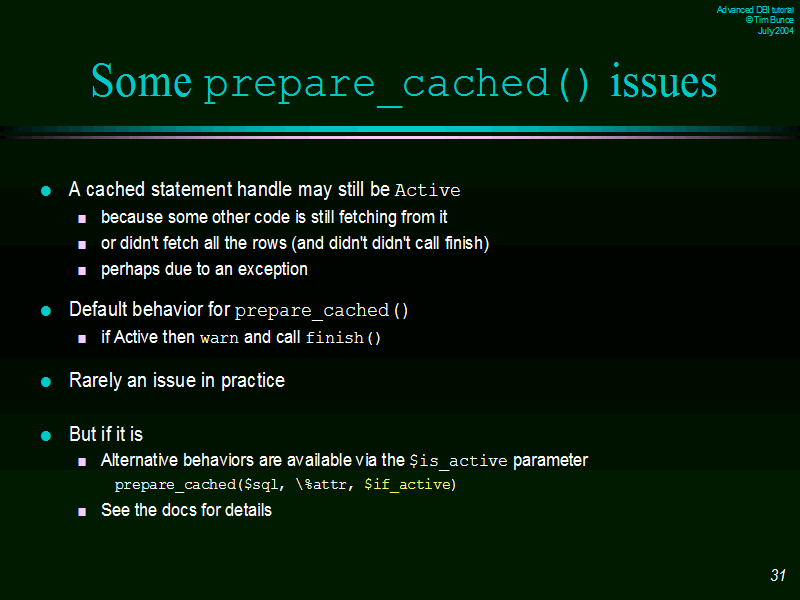 Advanced DBI tutorial
© Tim Bunce
July 2004
Some prepare_cached() issues
A cached statement handle may still be Active
because some other code is still fetching from it
or didn't fetch all the rows (and didn't didn't call finish)
perhaps due to an exception
Default behavior for prepare_cached()
if Active then warn and call finish()
Rarely an issue in practice
But if it is
Alternative behaviors are available via the $is_active parameter
prepare_cached($sql, \%attr, $if_active)
See the docs for details
31